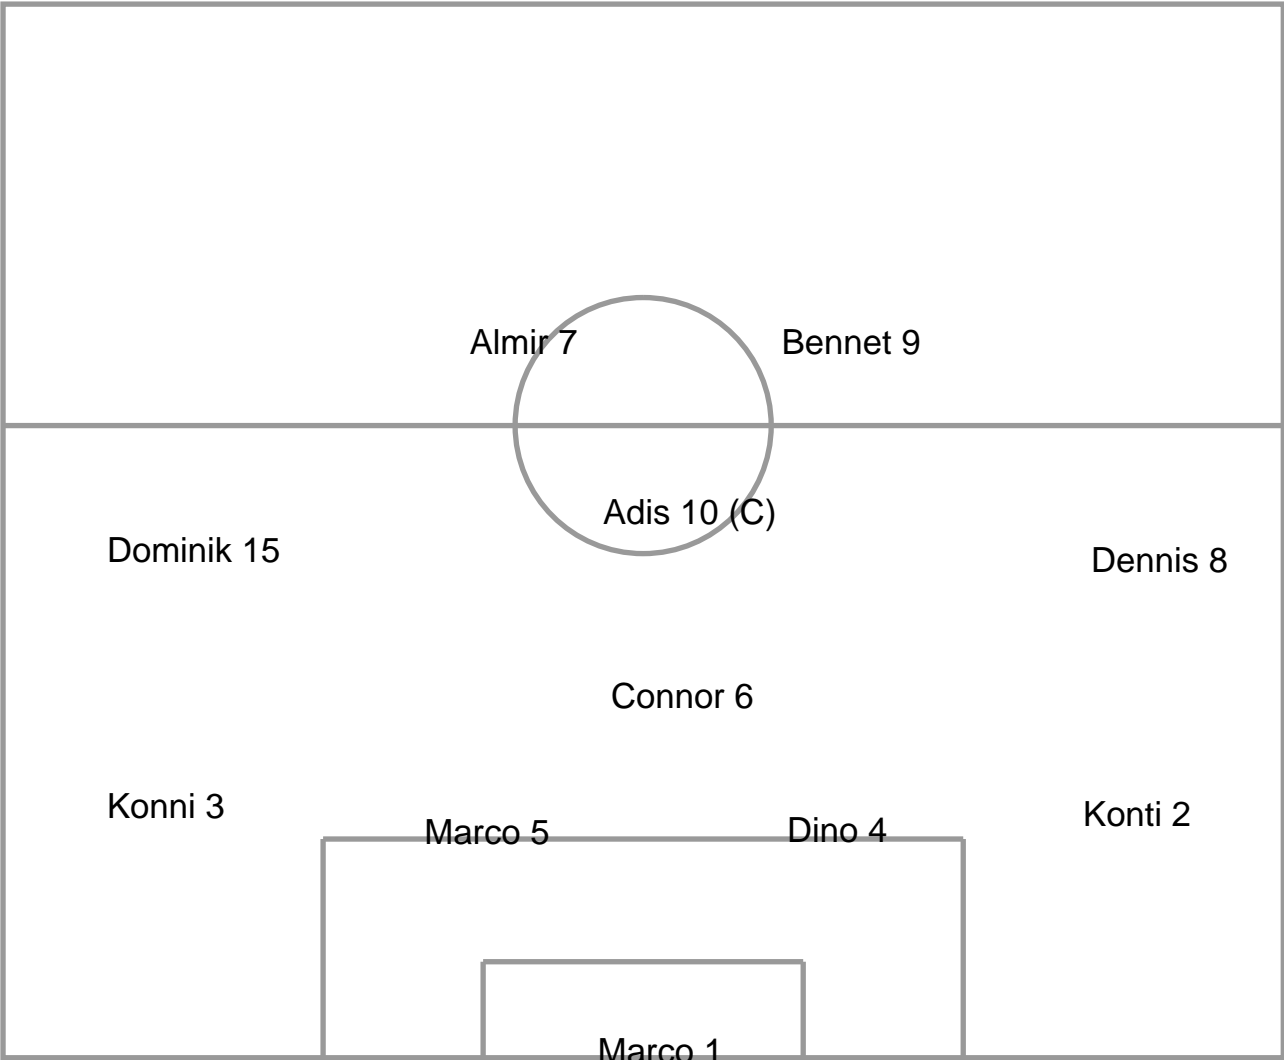 Almir 7
Bennet 9
Adis 10 (C)
Dominik 15
Dennis 8
Connor 6
Konni 3
Konti 2
Marco 5
Dino 4
Marco 1